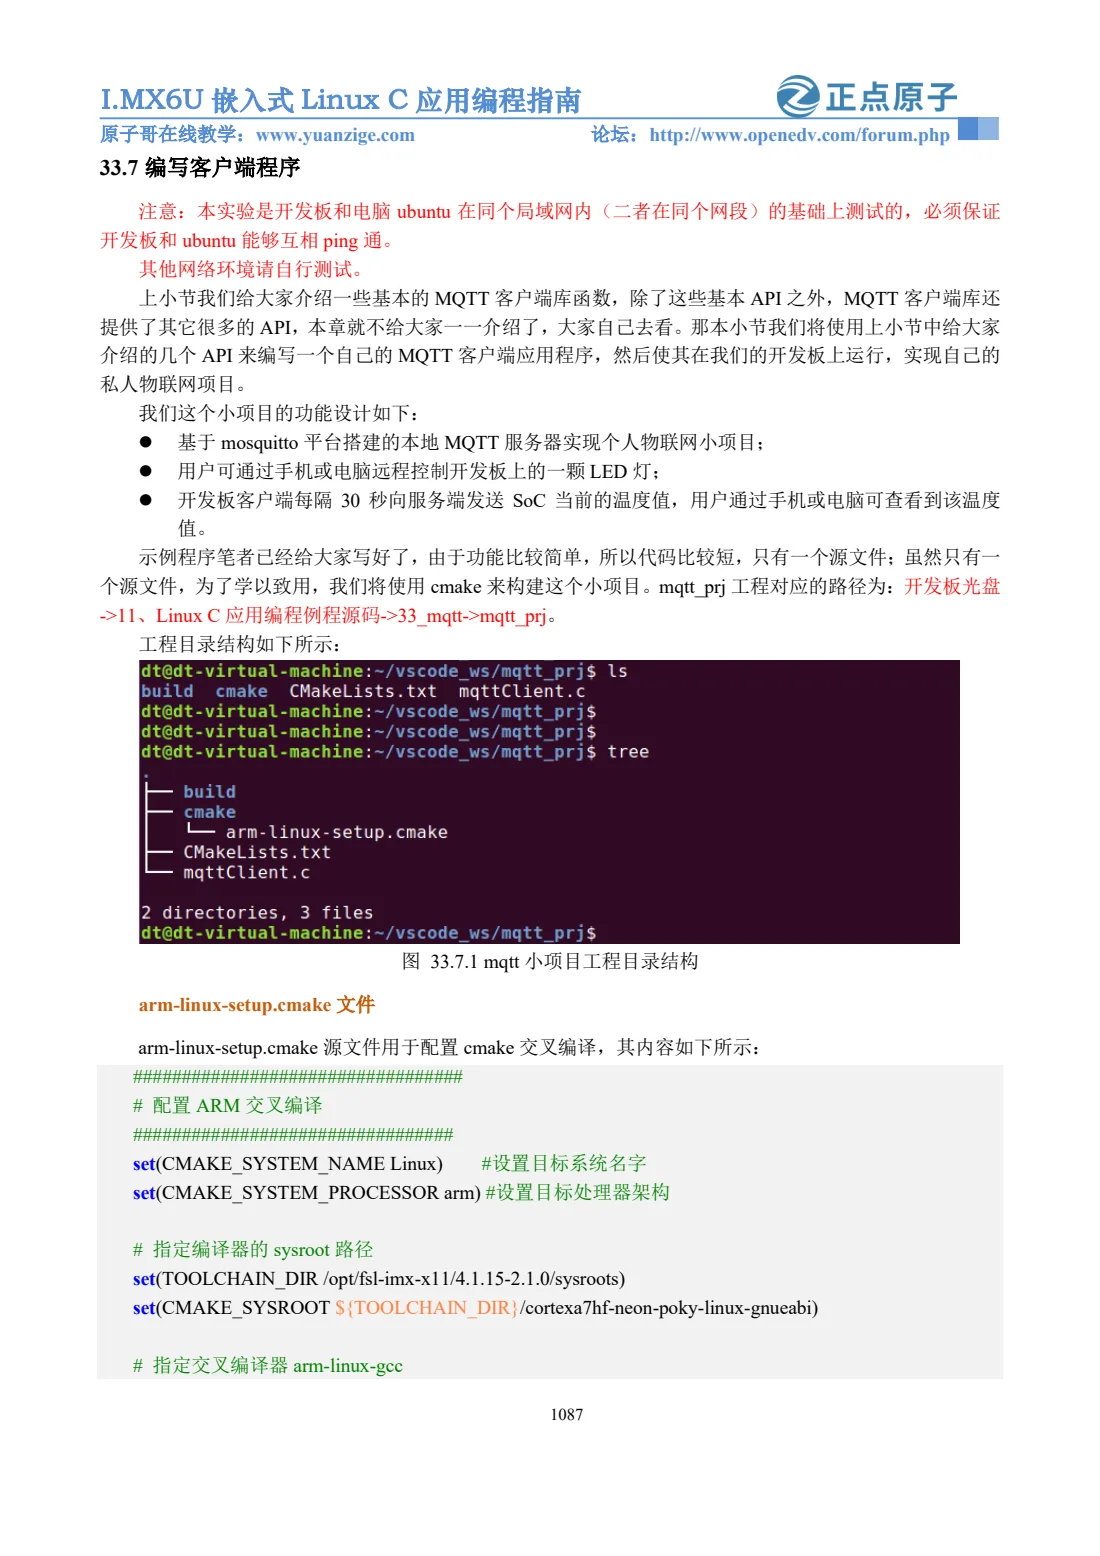 I.MX6U 嵌入式 Linux C 应用编程指南
正点原子
原子哥在线教学：www.yuanzige.com 论坛：http://www.openedv.com/forum.php
33.7 编写客户端程序
注意：本实验是开发板和电脑 ubuntu 在同个局域网内（二者在同个网段）的基础上测试的，必须保证
开发板和 ubuntu 能够互相 ping 通。
其他网络环境请自行测试。
上小节我们给大家介绍一些基本的 MQTT 客户端库函数，除了这些基本 API 之外，MQTT 客户端库还
提供了其它很多的 API，本章就不给大家一一介绍了，大家自己去看。那本小节我们将使用上小节中给大家
介绍的几个 API 来编写一个自己的 MQTT 客户端应用程序，然后使其在我们的开发板上运行，实现自己的
私人物联网项目。
我们这个小项目的功能设计如下：
● 基于 mosquitto 平台搭建的本地 MQTT 服务器实现个人物联网小项目；
● 用户可通过手机或电脑远程控制开发板上的一颗 LED 灯；
● 开发板客户端每隔 30 秒向服务端发送 SoC 当前的温度值，用户通过手机或电脑可查看到该温度
值。
示例程序笔者已经给大家写好了，由于功能比较简单，所以代码比较短，只有一个源文件；虽然只有一
个源文件，为了学以致用，我们将使用 cmake 来构建这个小项目。mqtt_prj 工程对应的路径为：开发板光盘
->11、Linux C 应用编程例程源码->33_mqtt->mqtt_prj。
工程目录结构如下所示：
dt@dt-virtual-machine:~/vscode_ws/mqtt_prj$ ls
build cmake CMakeLists.txt mqttClient.c
dt@dt-virtual-machine:~/vscode_ws/mqtt_prj$
dt@dt-virtual-machine:~/vscode_ws/mqtt_prj$
dt@dt-virtual-machine:~/vscode_ws/mqtt_prj$ tree
.
├── build
├── cmake
│   └── arm-linux-setup.cmake
├── CMakeLists.txt
└── mqttClient.c
2 directories, 3 files
dt@dt-virtual-machine:~/vscode_ws/mqtt_prj$
图 33.7.1 mqtt 小项目工程目录结构
arm-linux-setup.cmake 文件
arm-linux-setup.cmake 源文件用于配置 cmake 交叉编译，其内容如下所示：
##################################
# 配置 ARM 交叉编译
#################################
set(CMAKE_SYSTEM_NAME Linux) #设置目标系统名字
set(CMAKE_SYSTEM_PROCESSOR arm) #设置目标处理器架构
# 指定编译器的 sysroot 路径
set(TOOLCHAIN_DIR /opt/fsl-imx-x11/4.1.15-2.1.0/sysroots)
set(CMAKE_SYSROOT ${TOOLCHAIN_DIR}/cortexa7hf-neon-poky-linux-gnueabi)
# 指定交叉编译器 arm-linux-gcc
1087